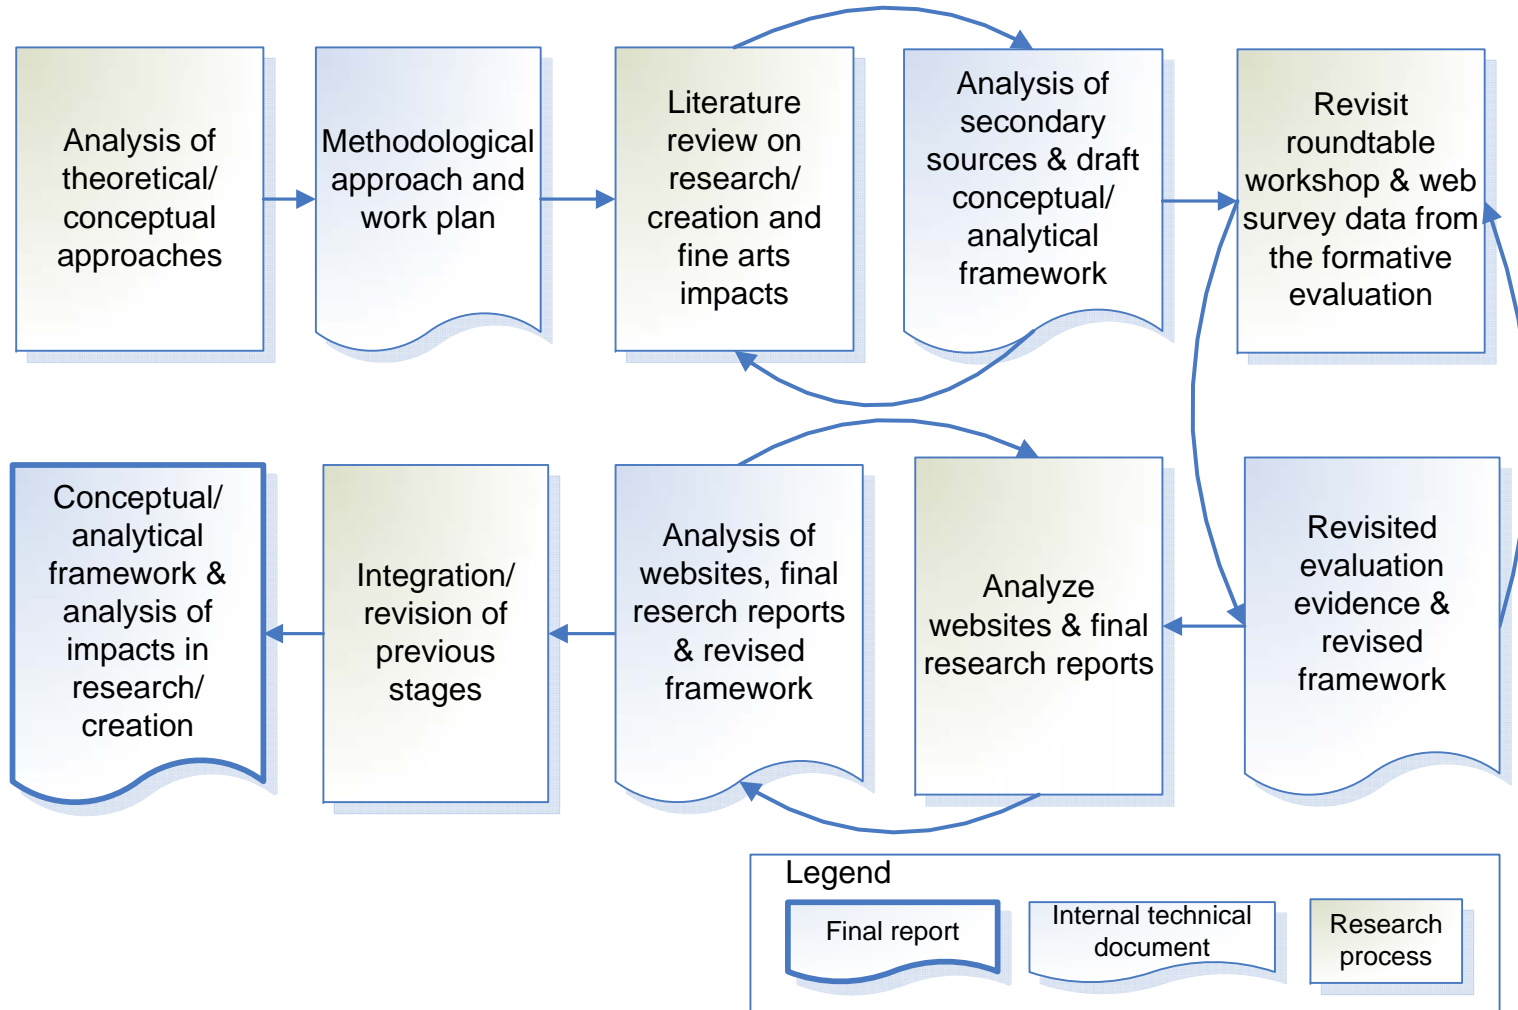 Analysis of
theoretical/
conceptual
approaches
Methodological
approach and
work plan
Literature
review on
research/
creation and
fine arts
impacts
Analysis of
secondary
sources & draft
conceptual/
analytical
framework
Revisit
roundtable
workshop & web
survey data from
the formative
evaluation
Conceptual/
analytical
framework &
analysis of
impacts in
research/
creation
Integration/
revision of
previous
stages
Analysis of
websites, final
reserch reports
& revised
framework
Analyze
websites & final
research reports
Revisited
evaluation
evidence &
revised
framework
Legend
Final report
Internal technical
document
Research
process